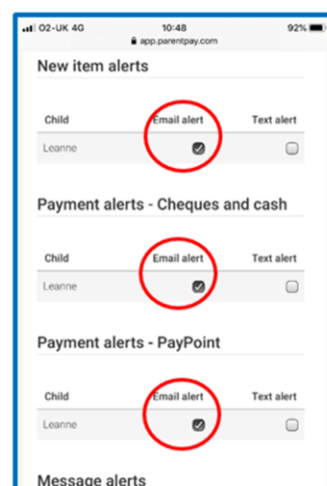 O2-UK 4G 10:48 92%
app.parentpay.com
New item alerts
Child Email alert Text alert
Leanne
Payment alerts - Cheques and cash
Child Email alert Text alert
Leanne
Payment alerts - PayPoint
Child Email alert Text alert
Leanne
Message alerts